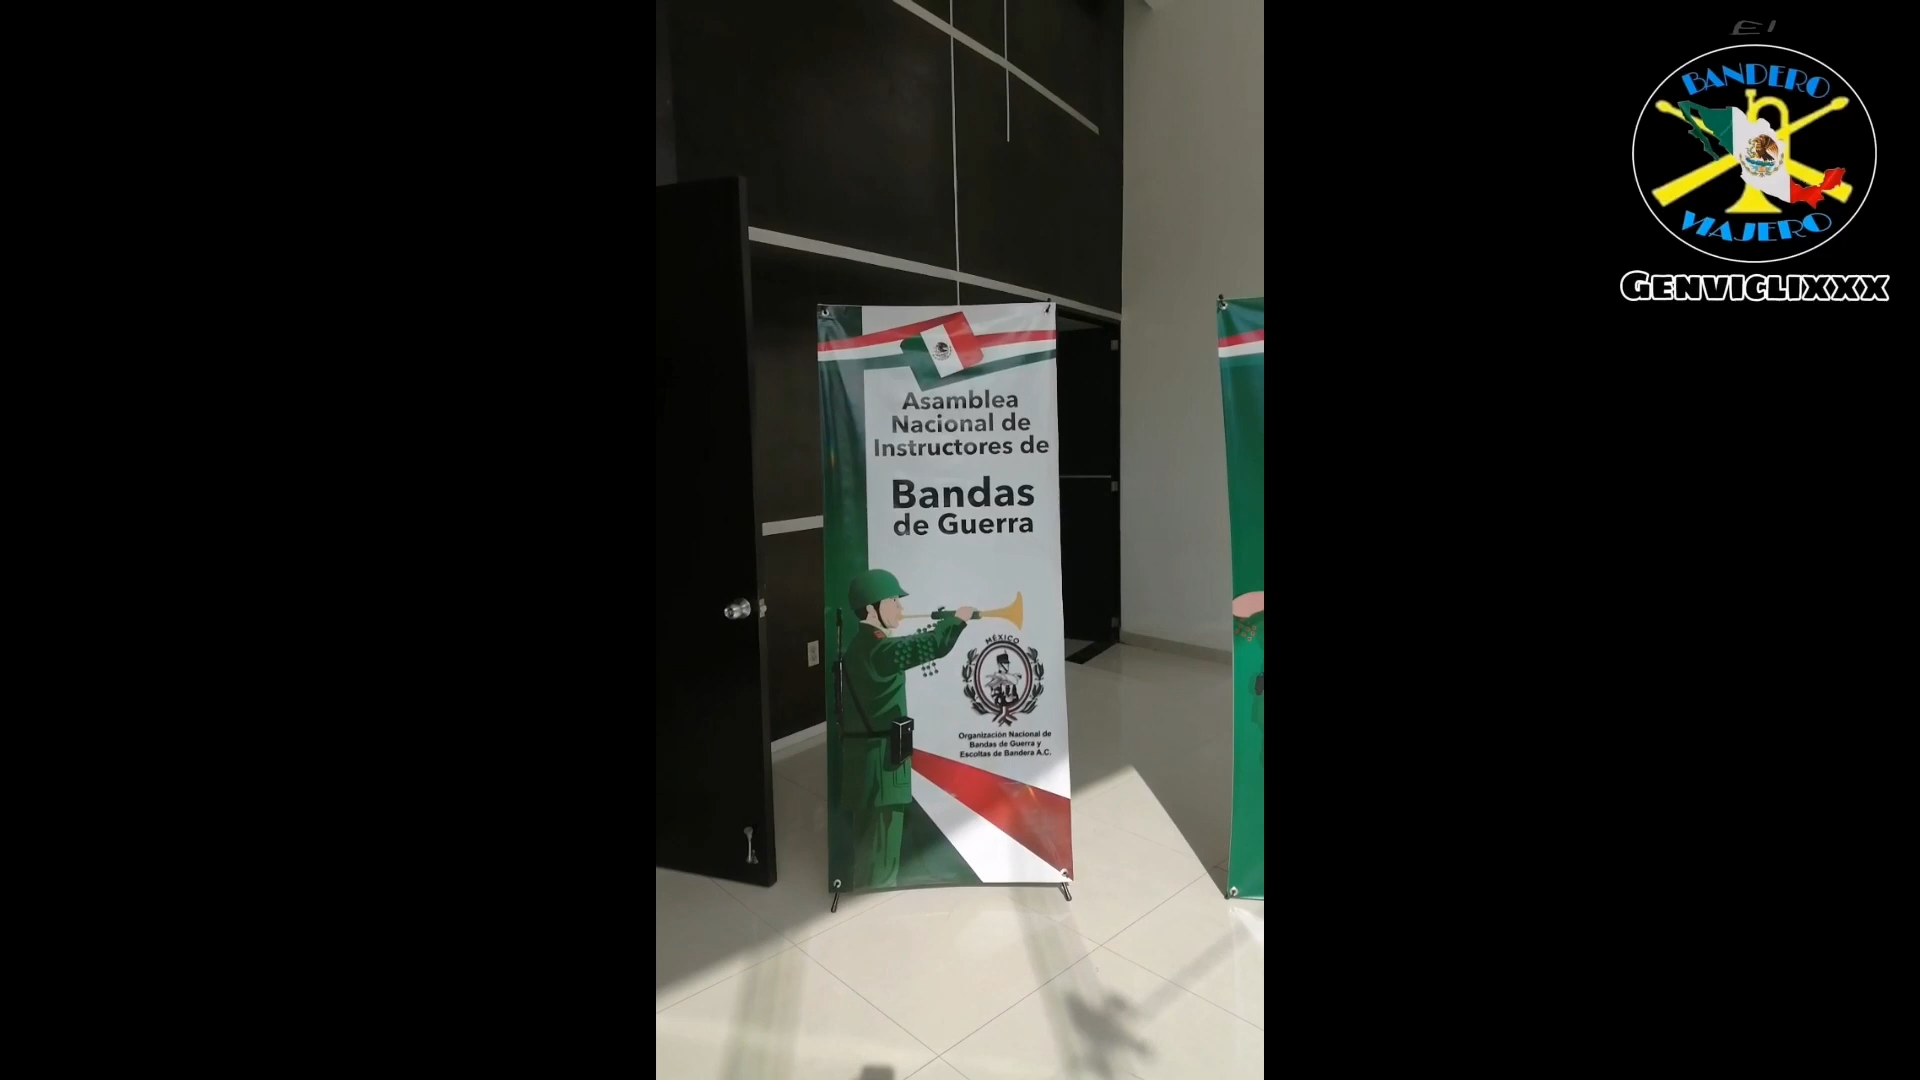 Asamblea
Nacional de
Instructores de
Bandas
de Guerra
MÉXICO
Organización Nacional de
Bandas de Guerra y
Escoltas de Bandera A.C.
El
BANDERO
VIAJERO
GENVICLIXXX